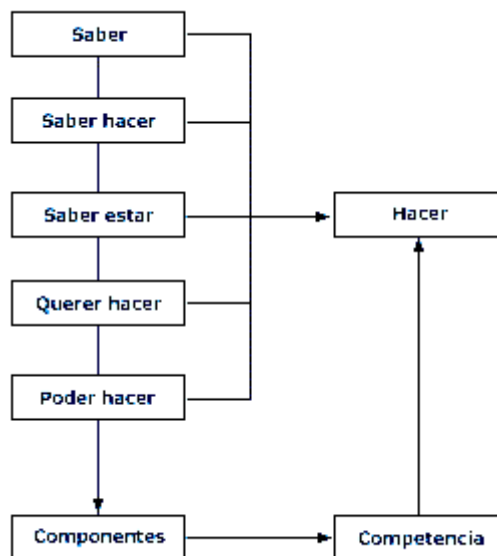 Saber
Saber hacer
Saber estar
Hacer
Querer hacer
Poder hacer
Componentes
Competencia